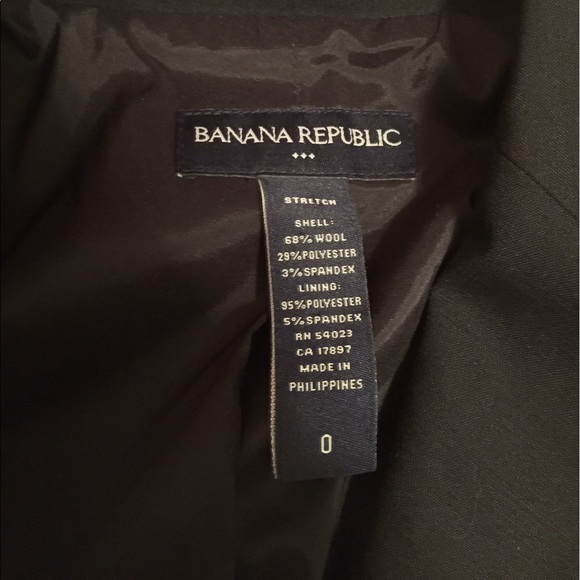 BANANA REPUBLIC
STRETCH
SHELL:
68% WOOL
29%POLYESTER
3%SPANDEX
LINING:
95%POLYESTER
5%SPANDEX
RN 54023
CA 17897
MADE IN
PHILIPPINES
0